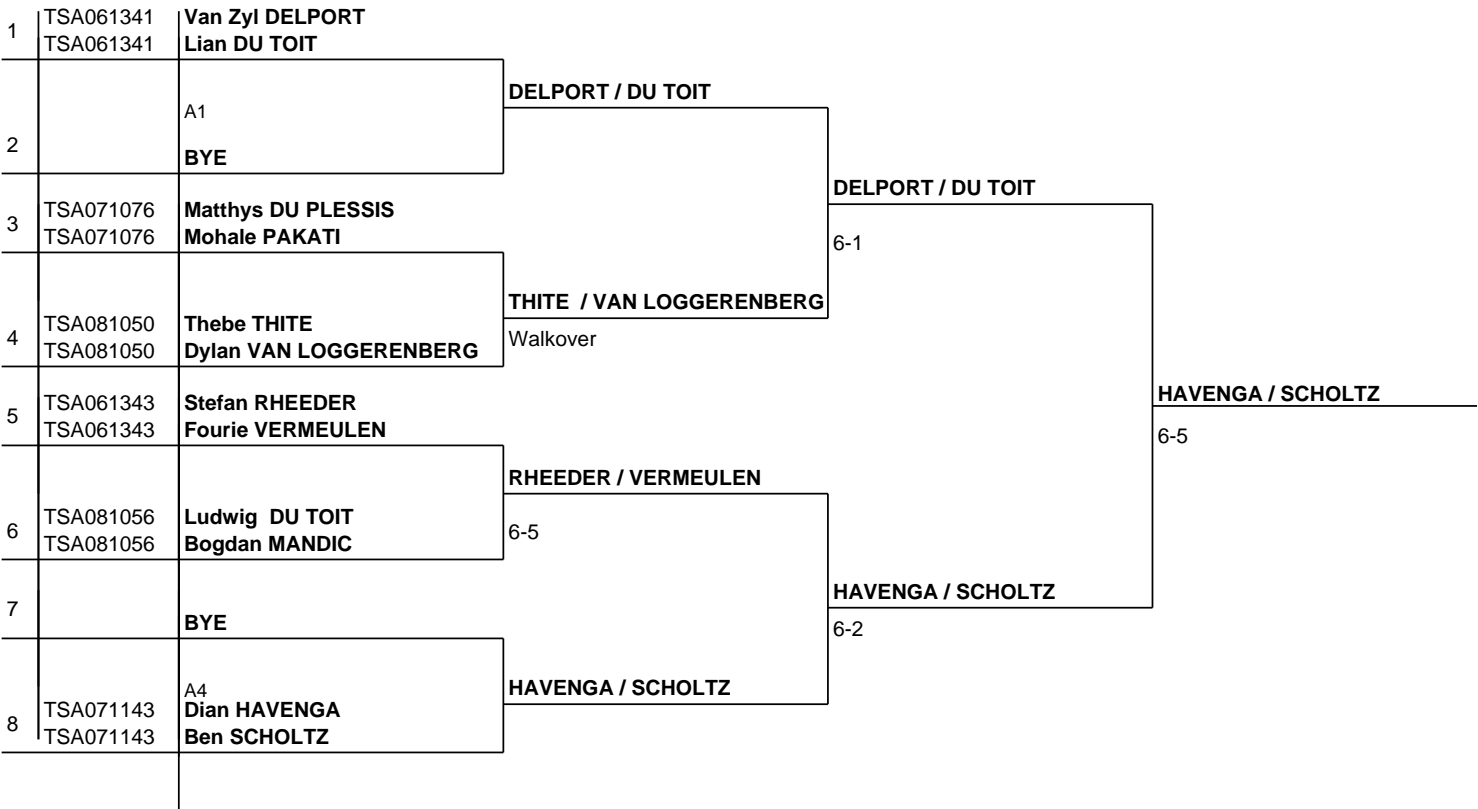 1 TSA061341 Van Zyl DELPORT
TSA061341 Lian DU TOIT
DELPORT / DU TOIT
A1
2 BYE
DELPORT / DU TOIT
3 TSA071076 Matthys DU PLESSIS
TSA071076 Mohale PAKATI
6-1
THITE / VAN LOGGERENBERG
4 TSA081050 Thebe THITE
TSA081050 Dylan VAN LOGGERENBERG
Walkover
HAVENGA / SCHOLTZ
5 TSA061343 Stefan RHEEDER
TSA061343 Fourie VERMEULEN
6-5
RHEEDER / VERMEULEN
6 TSA081056 Ludwig DU TOIT
TSA081056 Bogdan MANDIC
6-5
HAVENGA / SCHOLTZ
7 BYE
6-2
A4
HAVENGA / SCHOLTZ
8 TSA071143 Dian HAVENGA
TSA071143 Ben SCHOLTZ